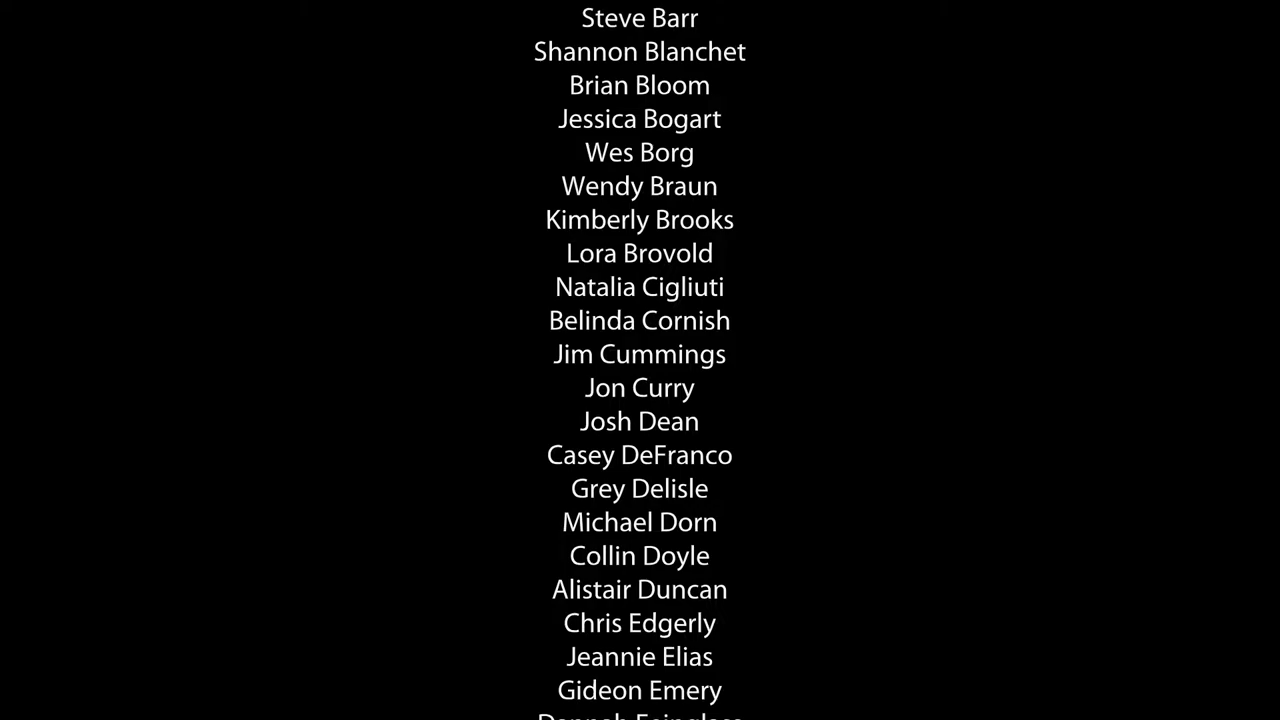 Steve Barr
Shannon Blanchet
Brian Bloom
Jessica Bogart
Wes Borg
Wendy Braun
Kimberly Brooks
Lora Brovold
Natalia Cigliuti
Belinda Cornish
Jim Cummings
Jon Curry
Josh Dean
Casey DeFranco
Grey Delisle
Michael Dorn
Collin Doyle
Alistair Duncan
Chris Edgerly
Jeannie Elias
Gideon Emery